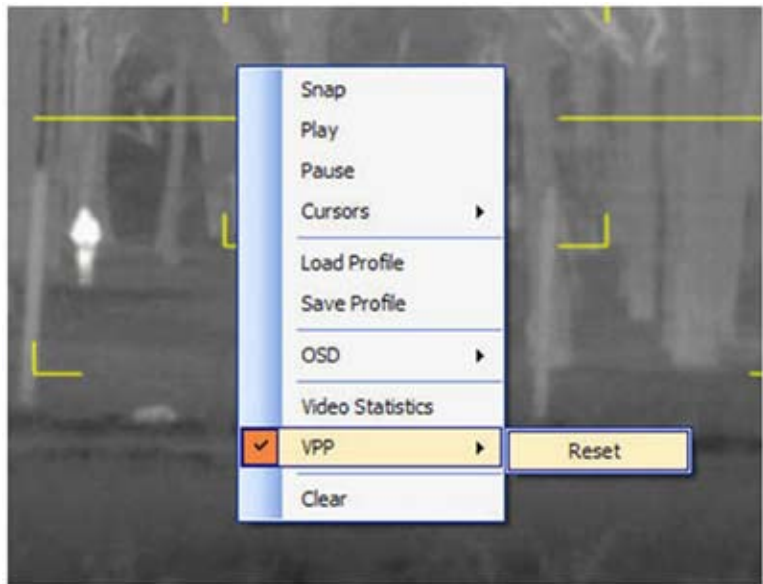 Snap
Play
Pause
Cursors
Load Profile
Save Profile
OSD
Video Statistics
VPP
Reset
Clear